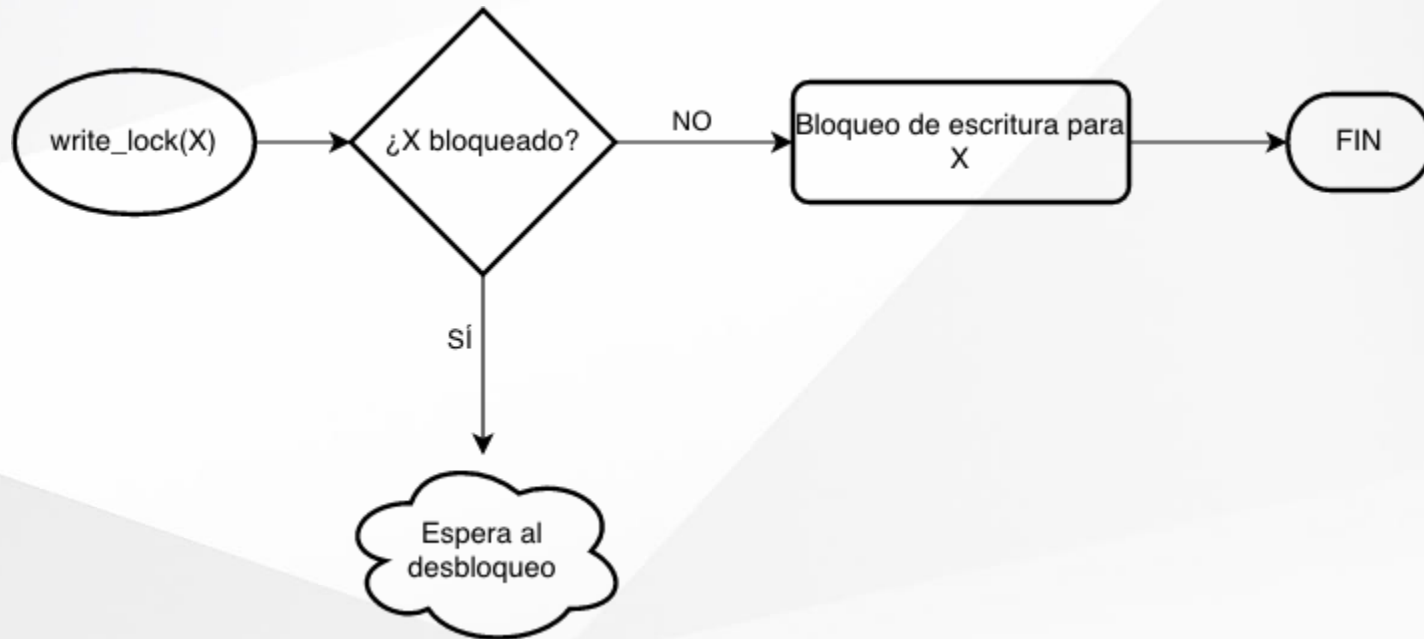 write_lock(X)
¿X bloqueado?
NO
Bloqueo de escritura para
X
FIN
SÍ
Espera al
desbloqueo